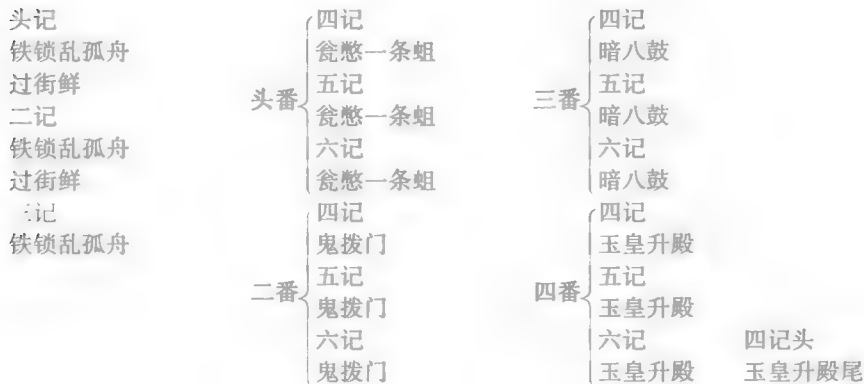 头记
铁锁乱孤舟
过街鲜
二记
铁锁乱孤舟
过街鲜
三记
铁锁乱孤舟
头番
四记
瓮憋一条蛆
五记
瓮憋一条蛆
六记
瓮憋一条蛆
二番
四记
鬼拨门
五记
鬼拨门
六记
鬼拨门
三番
四记
暗八鼓
五记
暗八鼓
六记
暗八鼓
四番
四记
玉皇升殿
五记
玉皇升殿
六记
玉皇升殿
四记头
玉皇升殿尾